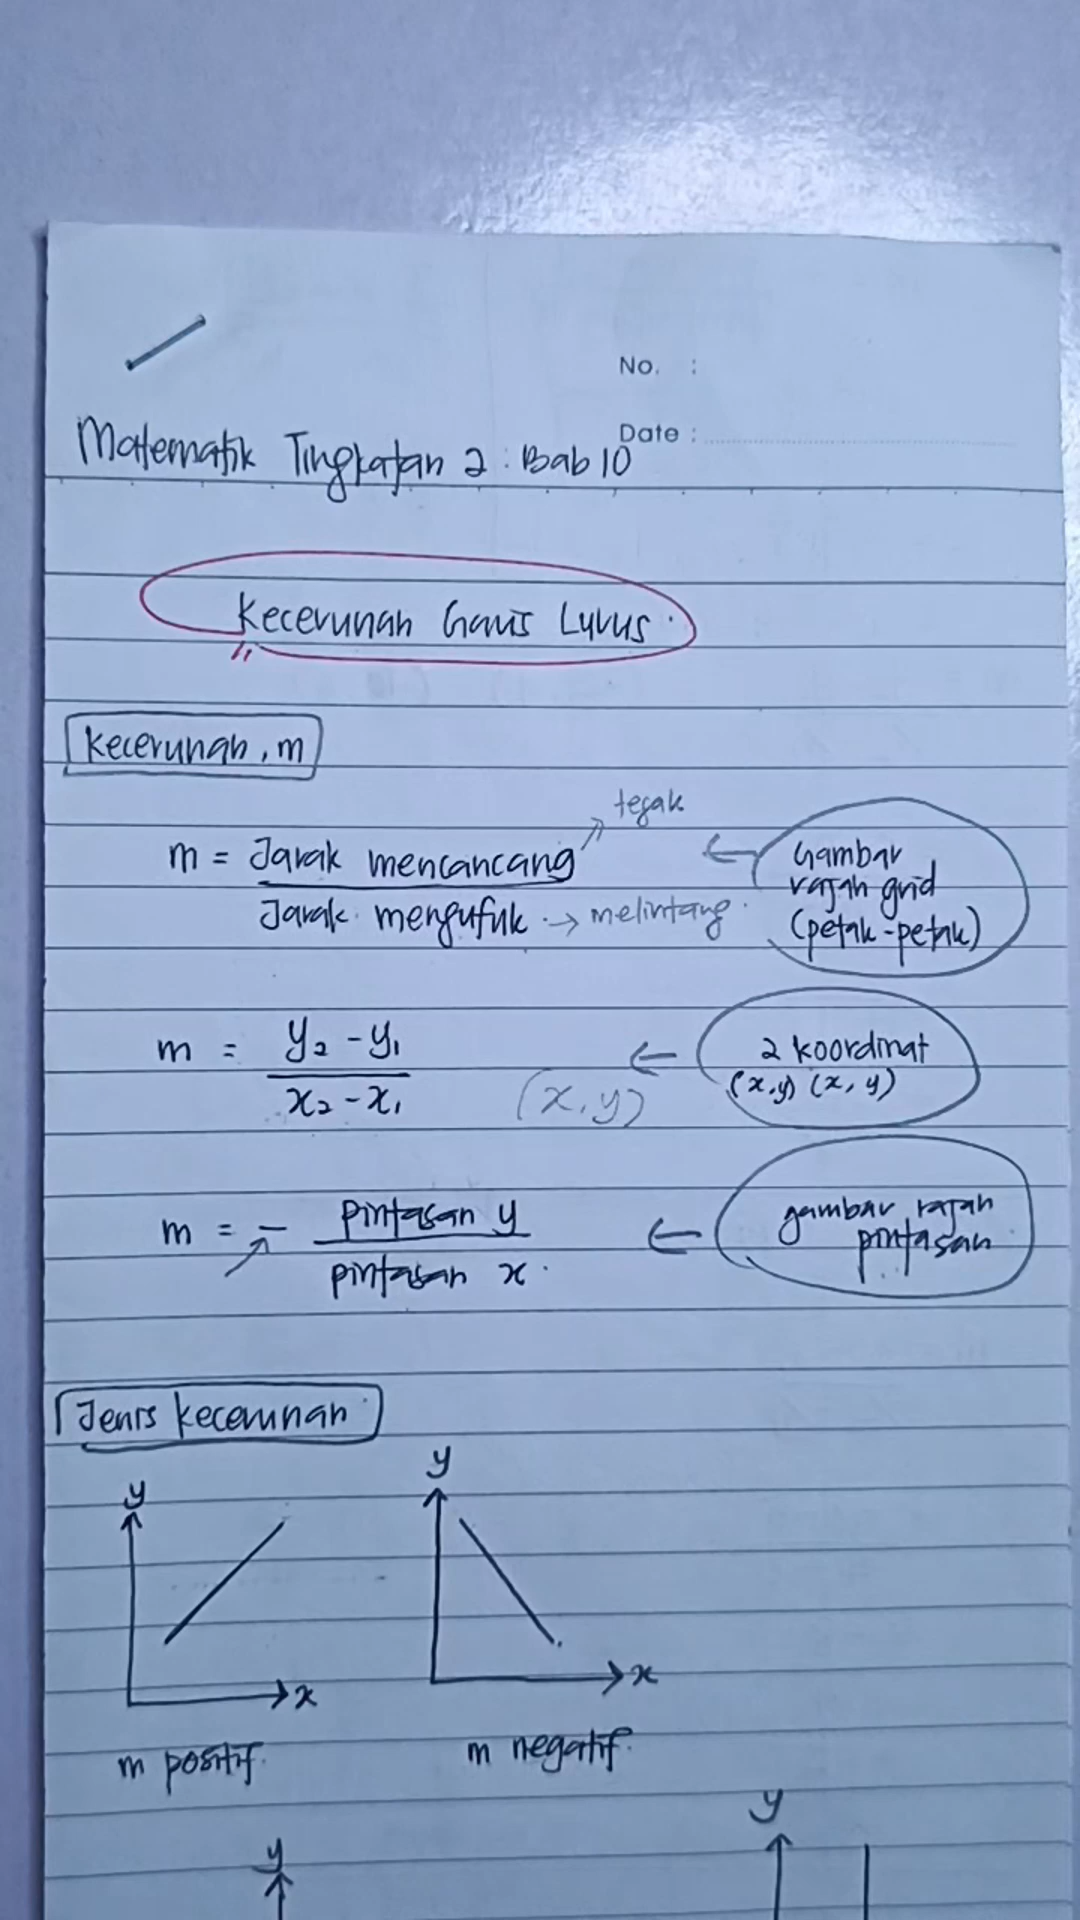 No. :
Date :
Matematik Tingkatan 2 : Bab 10
Kecerunan Garis Lurus
Kecerunan, m
tegak
m = Jarak mencancang
Jarak mengufuk → melintang
← Gambar
rajah grid
(petak-petak)
m = y₂ - y₁
x₂ - x₁
(x,y)
← 2 koordinat
(x,y) (x,y)
m = - pintasan y
pintasan x
← gambar rajah
pintasan
Jenis kecerunan
y
x
m positif
y
x
m negatif
y
y